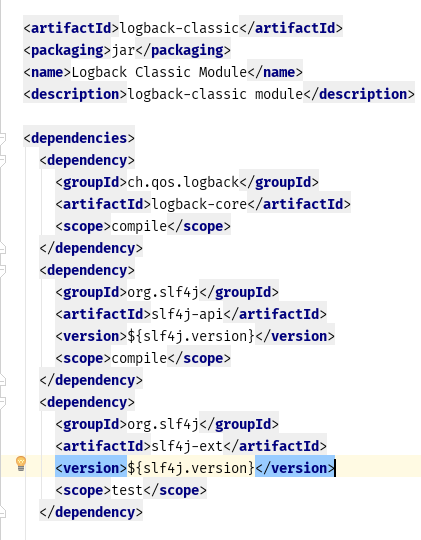 <artifactId>logback-classic</artifactId>
<packaging>jar</packaging>
<name>Logback Classic Module</name>
<description>logback-classic module</description>
<dependencies>
<dependency>
<groupId>ch.qos.logback</groupId>
<artifactId>logback-core</artifactId>
<scope>compile</scope>
</dependency>
<dependency>
<groupId>org.slf4j</groupId>
<artifactId>slf4j-api</artifactId>
<version>${slf4j.version}</version>
<scope>compile</scope>
</dependency>
<dependency>
<groupId>org.slf4j</groupId>
<artifactId>slf4j-ext</artifactId>
<version>${slf4j.version}</version>
<scope>test</scope>
</dependency>